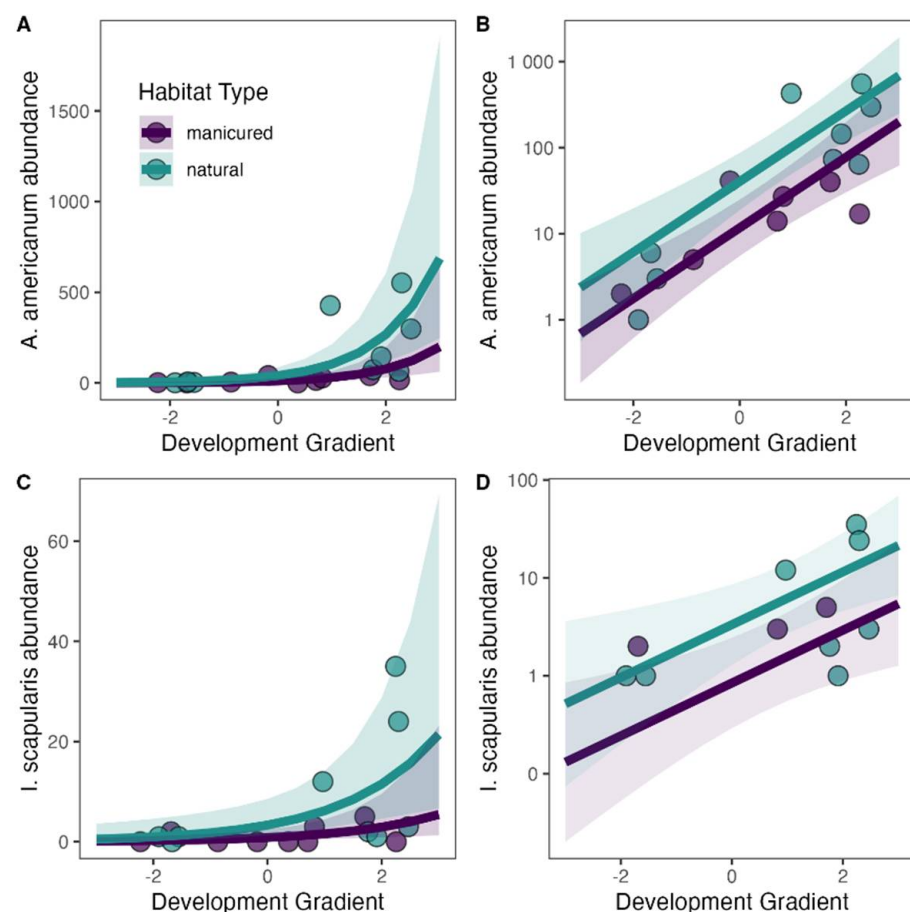 A
B
A. americanum abundance
1500
1000
500
0
Habitat Type
manicured
natural
-2
0
2
Development Gradient
A. americanum abundance
1 000
100
10
1
-2
0
2
Development Gradient
C
D
I. scapularis abundance
60
40
20
0
-2
0
2
Development Gradient
I. scapularis abundance
100
10
1
0
-2
0
2
Development Gradient